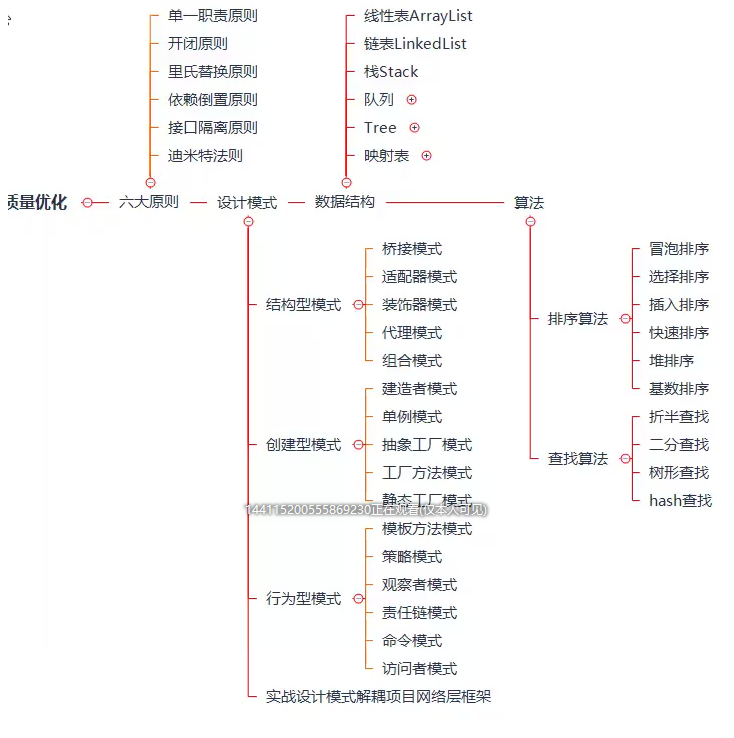 单一职责原则
开闭原则
里氏替换原则
依赖倒置原则
接口隔离原则
迪米特法则
线性表ArrayList
链表LinkedList
栈Stack
队列
Tree
映射表
质量优化
六大原则
设计模式
数据结构
算法
结构型模式
桥接模式
适配器模式
装饰器模式
代理模式
组合模式
创建型模式
建造者模式
单例模式
抽象工厂模式
工厂方法模式
静态工厂模式
144115200555869230正在观看(仅本人可见)
行为型模式
模板方法模式
策略模式
观察者模式
责任链模式
命令模式
访问者模式
实战设计模式解耦项目网络层框架
排序算法
冒泡排序
选择排序
插入排序
快速排序
堆排序
基数排序
查找算法
折半查找
二分查找
树形查找
hash查找